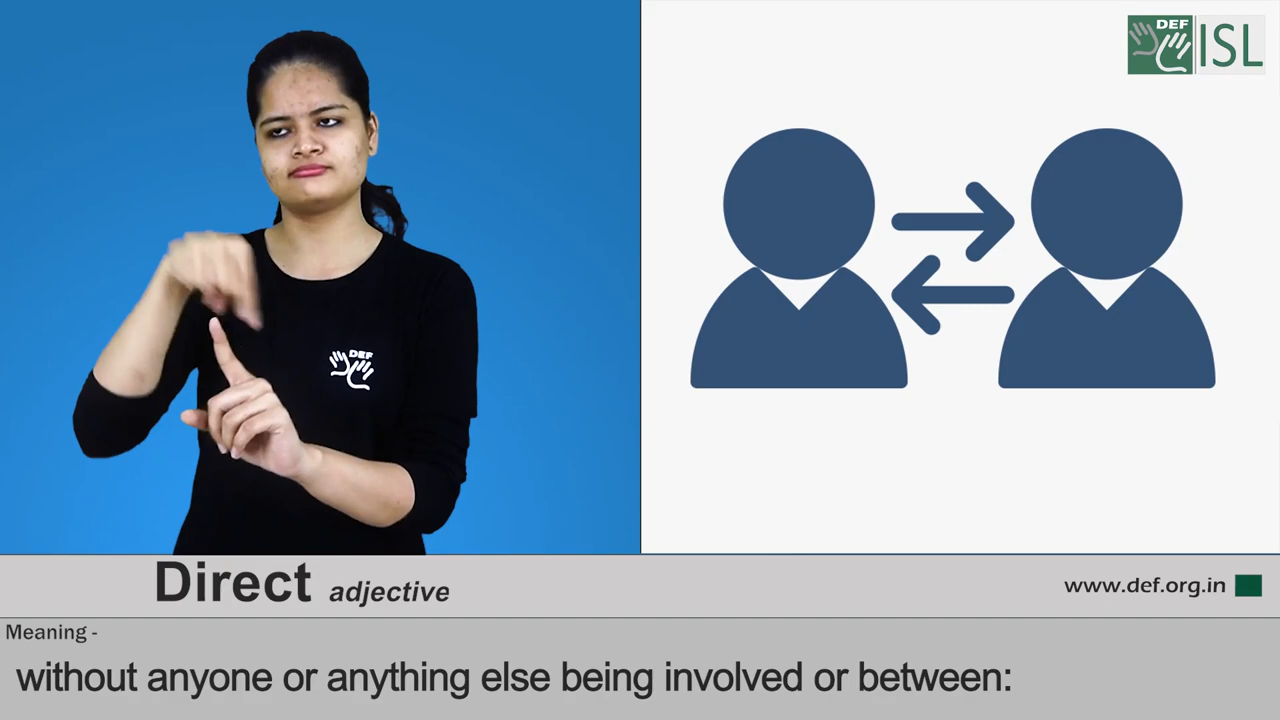 DEF
ISL
DEF
Direct adjective
www.def.org.in
Meaning -
without anyone or anything else being involved or between: